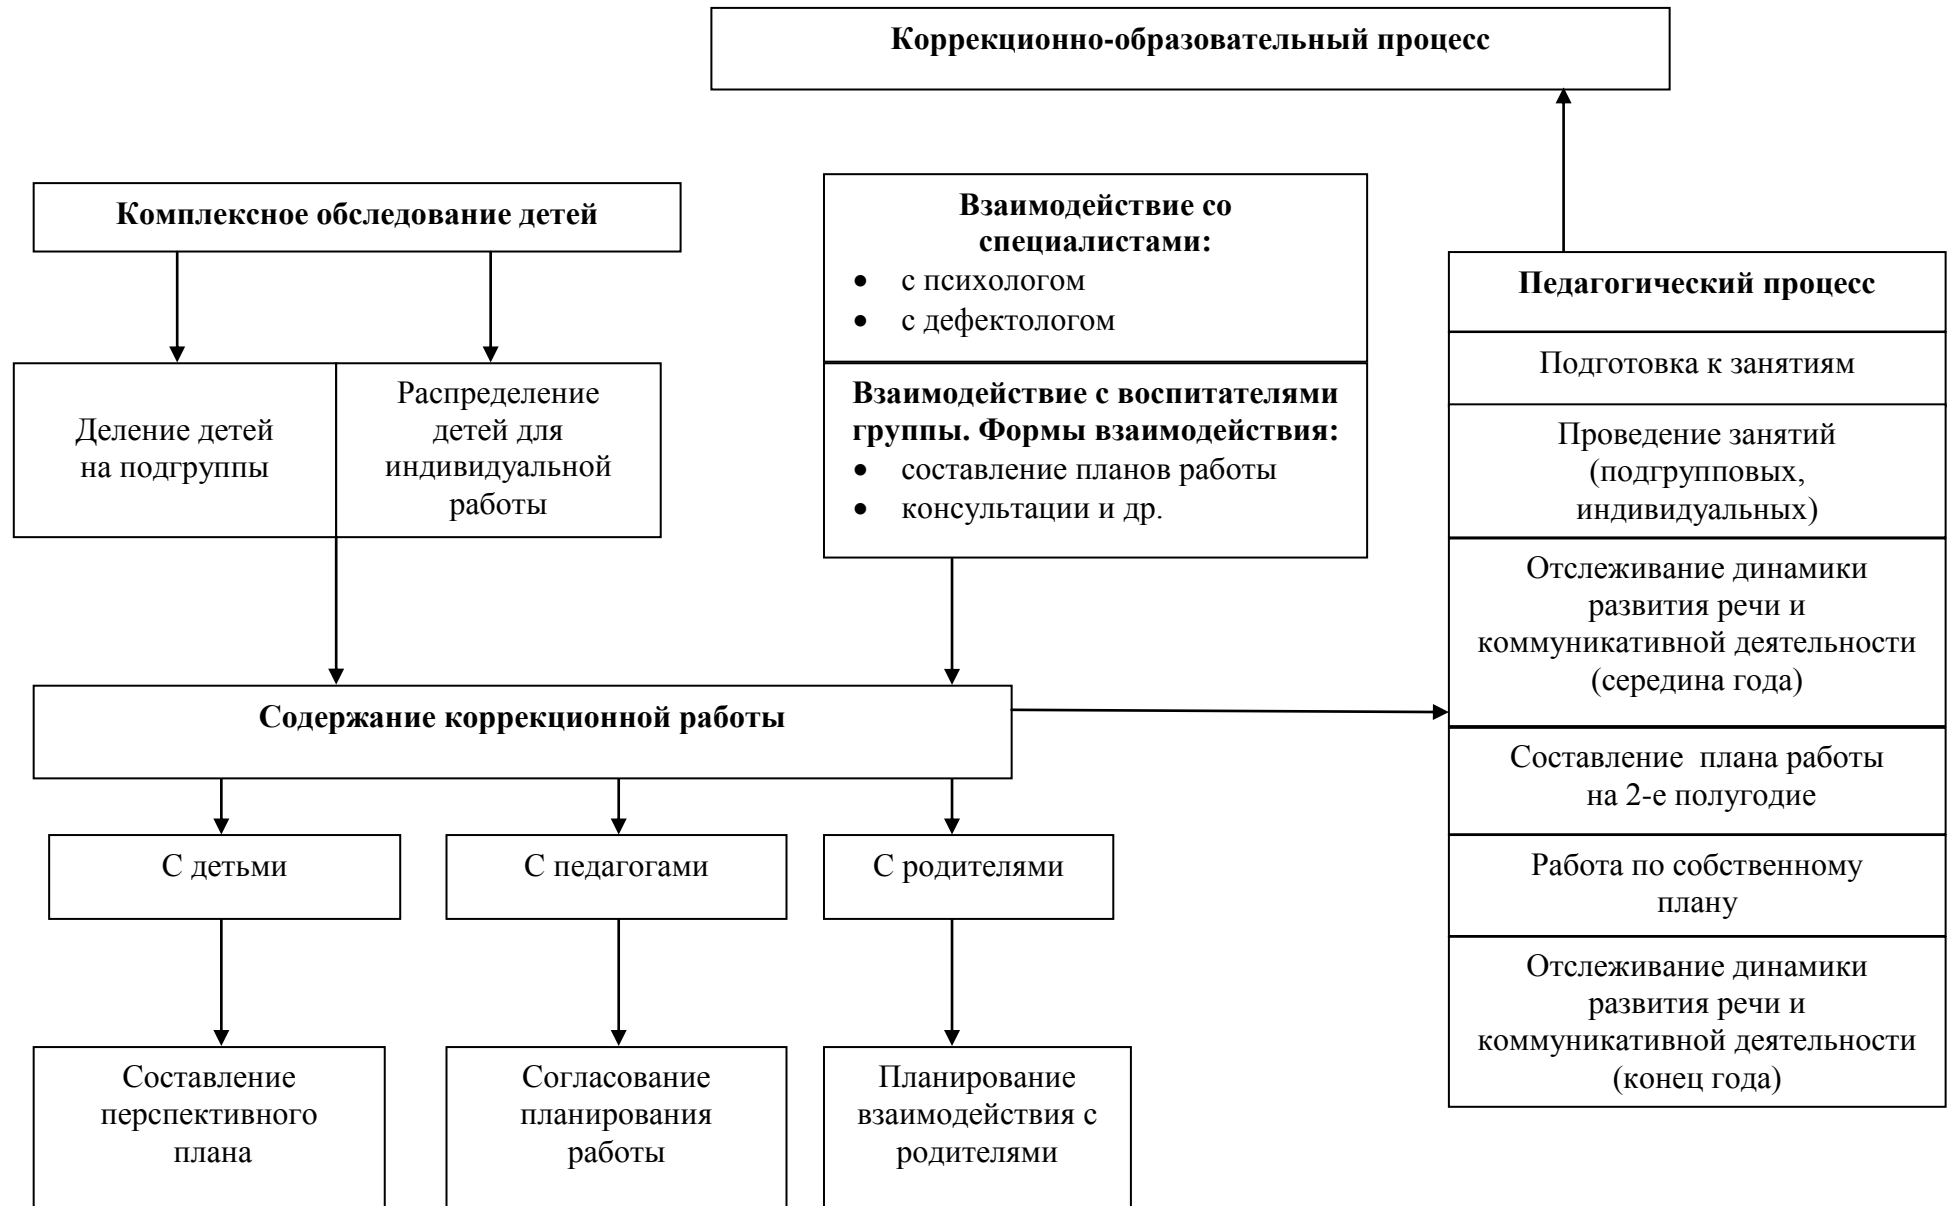 Коррекционно-образовательный процесс
Комплексное обследование детей
Деление детей
на подгруппы
Распределение
детей для
индивидуальной
работы
Взаимодействие со
специалистами:
• с психологом
• с дефектологом
Взаимодействие с воспитателями
группы. Формы взаимодействия:
• составление планов работы
• консультации и др.
Содержание коррекционной работы
С детьми
С педагогами
С родителями
Составление
перспективного
плана
Согласование
планирования
работы
Планирование
взаимодействия с
родителями
Педагогический процесс
Подготовка к занятиям
Проведение занятий
(подгрупповых,
индивидуальных)
Отслеживание динамики
развития речи и
коммуникативной деятельности
(середина года)
Составление  плана работы
на 2-е полугодие
Работа по собственному
плану
Отслеживание динамики
развития речи и
коммуникативной деятельности
(конец года)